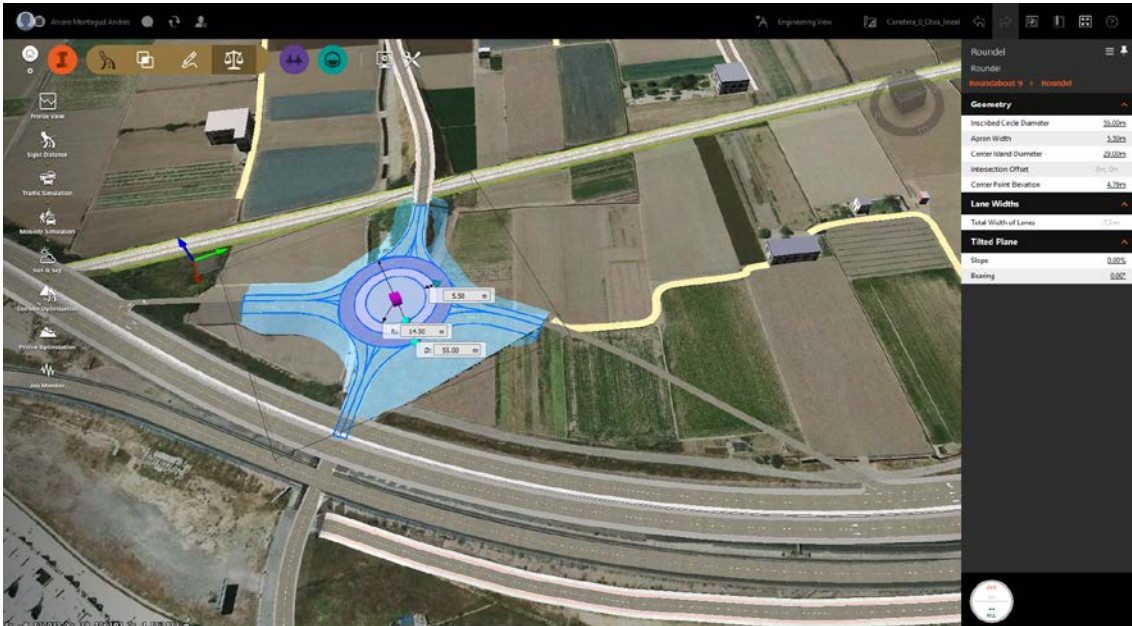 Alvaro Montagud Andres
Engineering View
Carretera_0_Obra_lineal
Profile View
Sight Distance
Traffic Simulation
Mobility Simulation
Sun & Sky
Corridor Optimization
Profile Optimization
Job Monitor
5.50 m
14.50 m
55.00 m
Roundel
Roundel
Roundabout 9 > Roundel
Geometry
Inscribed Circle Diameter 55.00m
Apron Width 5.50m
Center Island Diameter 29.00m
Intersection Offset 0m, 0m
Center Point Elevation 4.79m
Lane Widths
Total Width of Lanes 7.5 m
Tilted Plane
Slope 0.00%
Bearing 0.00°